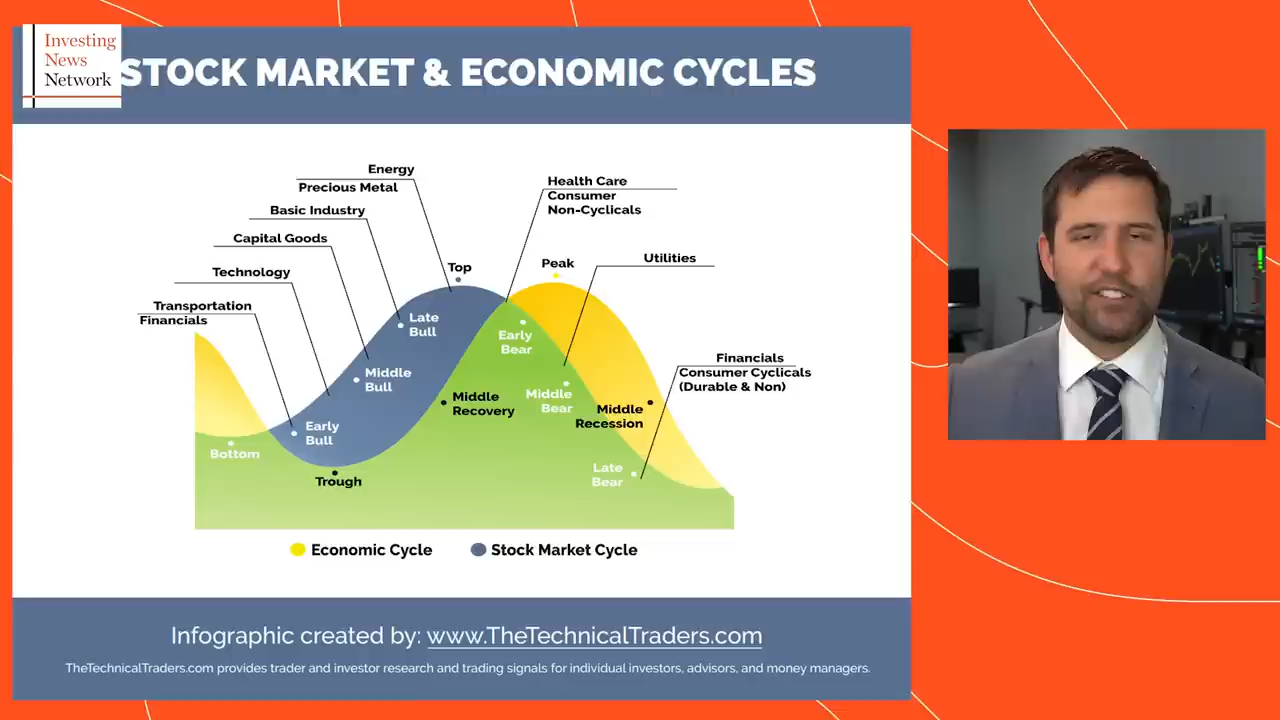 Investing
News
Network
STOCK MARKET & ECONOMIC CYCLES
Energy
Precious Metal
Basic Industry
Capital Goods
Technology
Transportation
Financials
Health Care
Consumer
Non-Cyclicals
Utilities
Financials
Consumer Cyclicals
(Durable & Non)
Top
Peak
Late
Bull
Middle
Bull
Early
Bull
Bottom
Trough
Middle
Recovery
Early
Bear
Middle
Bear
Middle
Recession
Late
Bear
Economic Cycle
Stock Market Cycle
Infographic created by: www.TheTechnicalTraders.com
TheTechnicalTraders.com provides trader and investor research and trading signals for individual investors, advisors, and money managers.